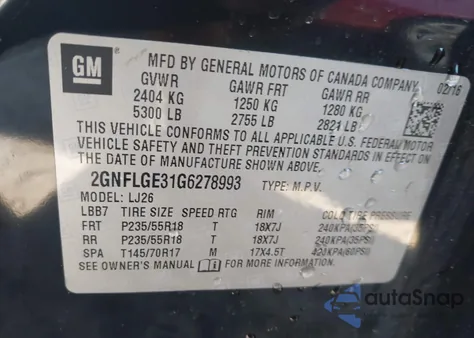 GM
MFD BY GENERAL MOTORS OF CANADA COMPANY 02/16
GVWR GAWR FRT GAWR RR
2404 KG 1250 KG 1280 KG
5300 LB 2755 LB 2824 LB
THIS VEHICLE CONFORMS TO ALL APPLICABLE U.S. FEDERAL MOTOR
VEHICLE SAFETY AND THEFT PREVENTION STANDARDS IN EFFECT ON THE
DATE OF MANUFACTURE SHOWN ABOVE.
2GNFLGE31G6278993 TYPE: M.P.V.
MODEL: LJ26
LBB7 TIRE SIZE SPEED RTG RIM COLD TIRE PRESSURE
FRT P235/55R18 T 18X7J 240KPA(35PSI)
RR P235/55R18 T 18X7J 240KPA(35PSI)
SPA T145/70R17 M 17X4.5T 420KPA(60PSI)
SEE OWNER'S MANUAL FOR MORE INFORMATION.
autoSnap